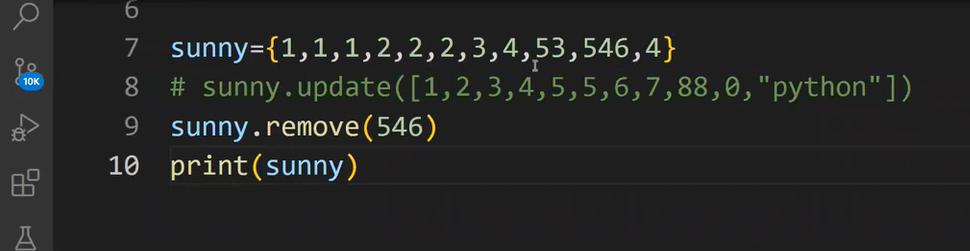 6
7 sunny={1,1,1,2,2,2,3,4,53,546,4}
8 # sunny.update([1,2,3,4,5,5,6,7,88,0,"python"])
9 sunny.remove(546)
10 print(sunny)
10K